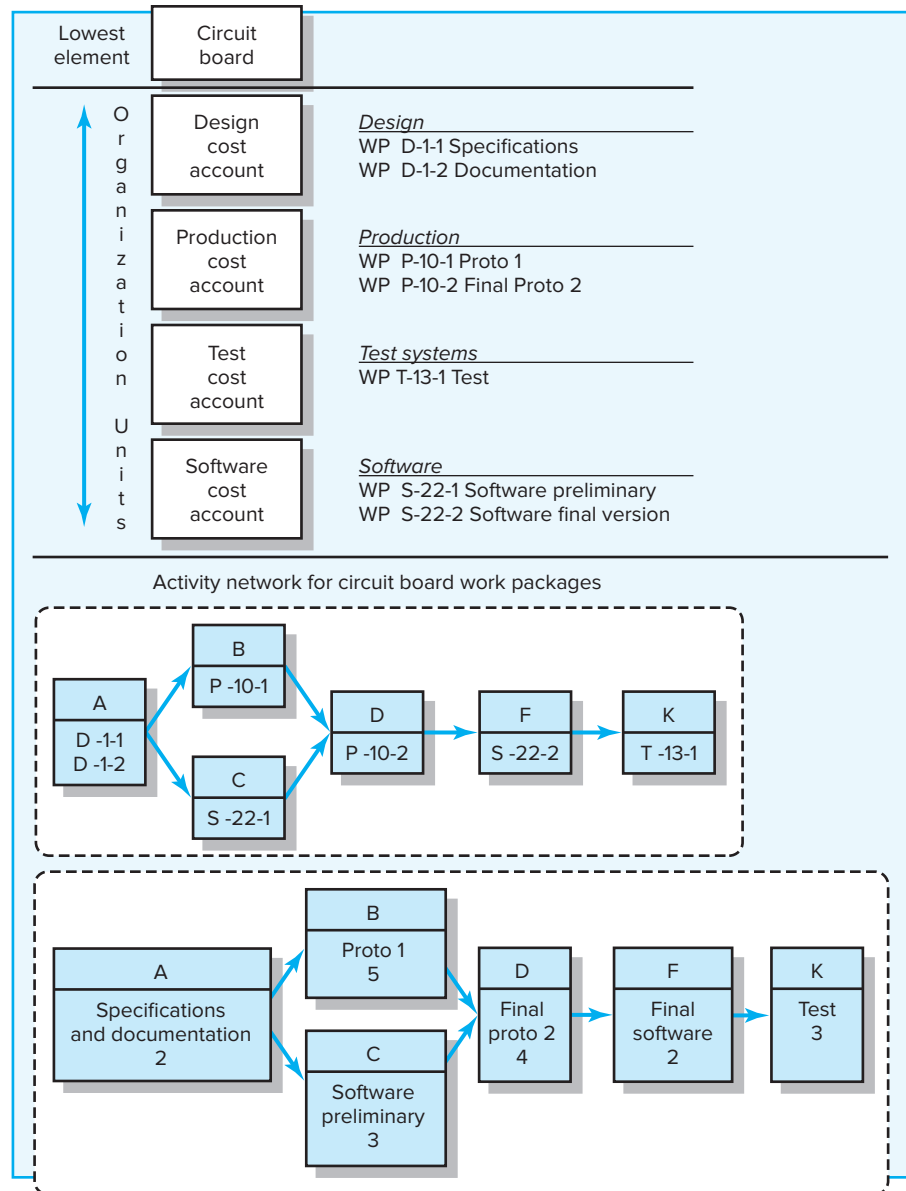 Lowest
element
Circuit
board
Organization Units
Design
cost
account
Design
WP D-1-1 Specifications
WP D-1-2 Documentation
Production
cost
account
Production
WP P-10-1 Proto 1
WP P-10-2 Final Proto 2
Test
cost
account
Test systems
WP T-13-1 Test
Software
cost
account
Software
WP S-22-1 Software preliminary
WP S-22-2 Software final version
Activity network for circuit board work packages
A
D -1-1
D -1-2
B
P -10-1
C
S -22-1
D
P -10-2
F
S -22-2
K
T -13-1
A
Specifications
and documentation
2
B
Proto 1
5
C
Software
preliminary
3
D
Final
proto 2
4
F
Final
software
2
K
Test
3